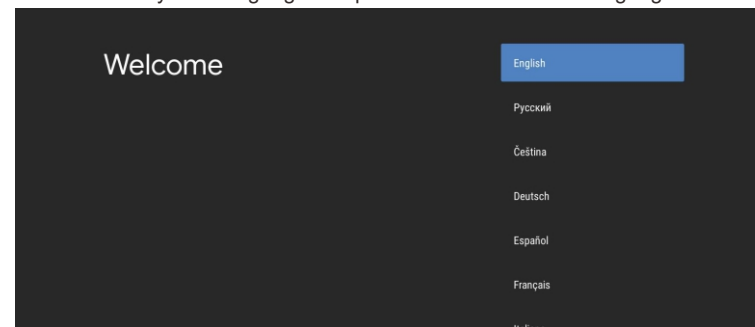 Welcome
English
Русский
Čeština
Deutsch
Español
Français